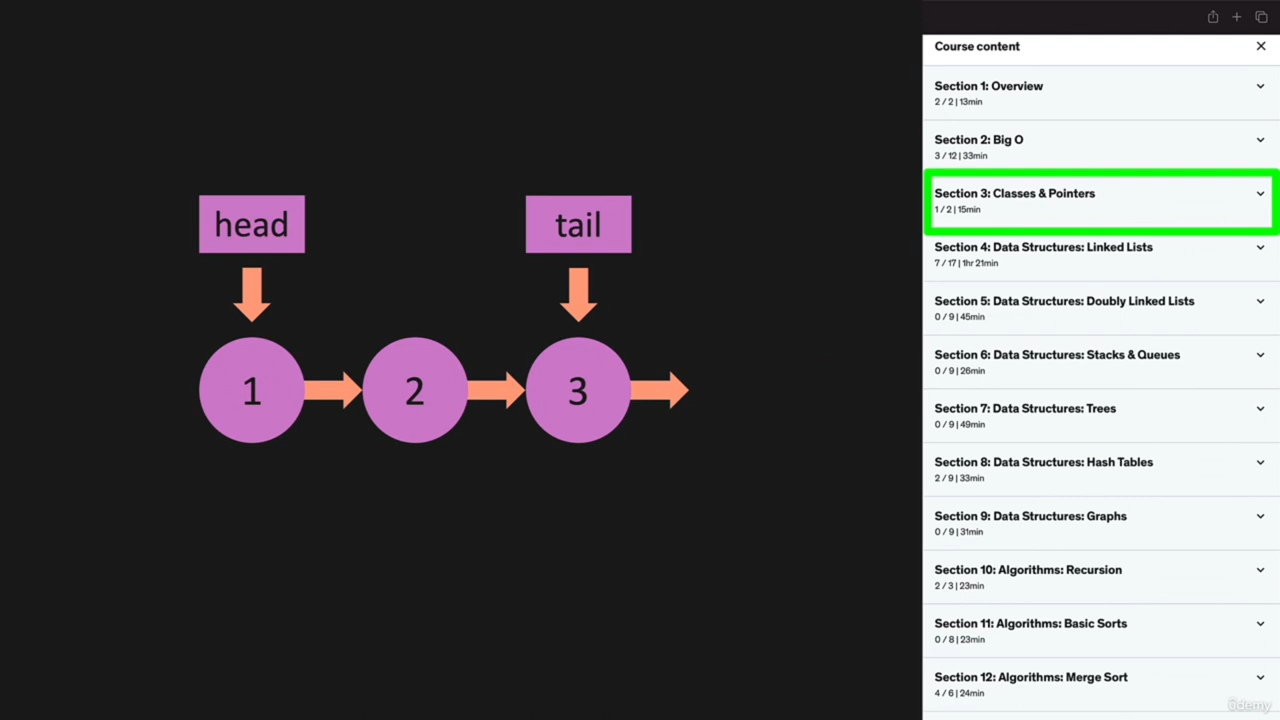 head
tail
1
2
3
Course content
Section 1: Overview
2 / 2 | 13min
Section 2: Big O
3 / 12 | 33min
Section 3: Classes & Pointers
1 / 2 | 15min
Section 4: Data Structures: Linked Lists
7 / 17 | 1hr 21min
Section 5: Data Structures: Doubly Linked Lists
0 / 9 | 45min
Section 6: Data Structures: Stacks & Queues
0 / 9 | 26min
Section 7: Data Structures: Trees
0 / 9 | 49min
Section 8: Data Structures: Hash Tables
2 / 9 | 33min
Section 9: Data Structures: Graphs
0 / 9 | 31min
Section 10: Algorithms: Recursion
2 / 3 | 23min
Section 11: Algorithms: Basic Sorts
0 / 8 | 23min
Section 12: Algorithms: Merge Sort
4 / 6 | 24min
ûdemy